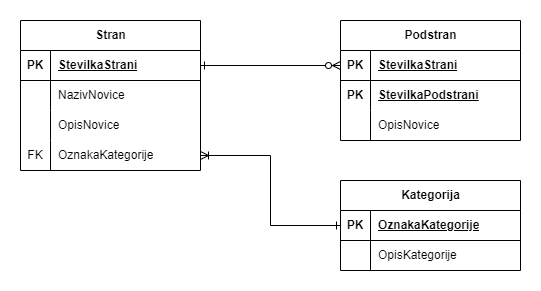 Stran
PK StevilkaStrani
NazivNovice
OpisNovice
FK OznakaKategorije
Podstran
PK StevilkaStrani
PK StevilkaPodstrani
OpisNovice
Kategorija
PK OznakaKategorije
OpisKategorije